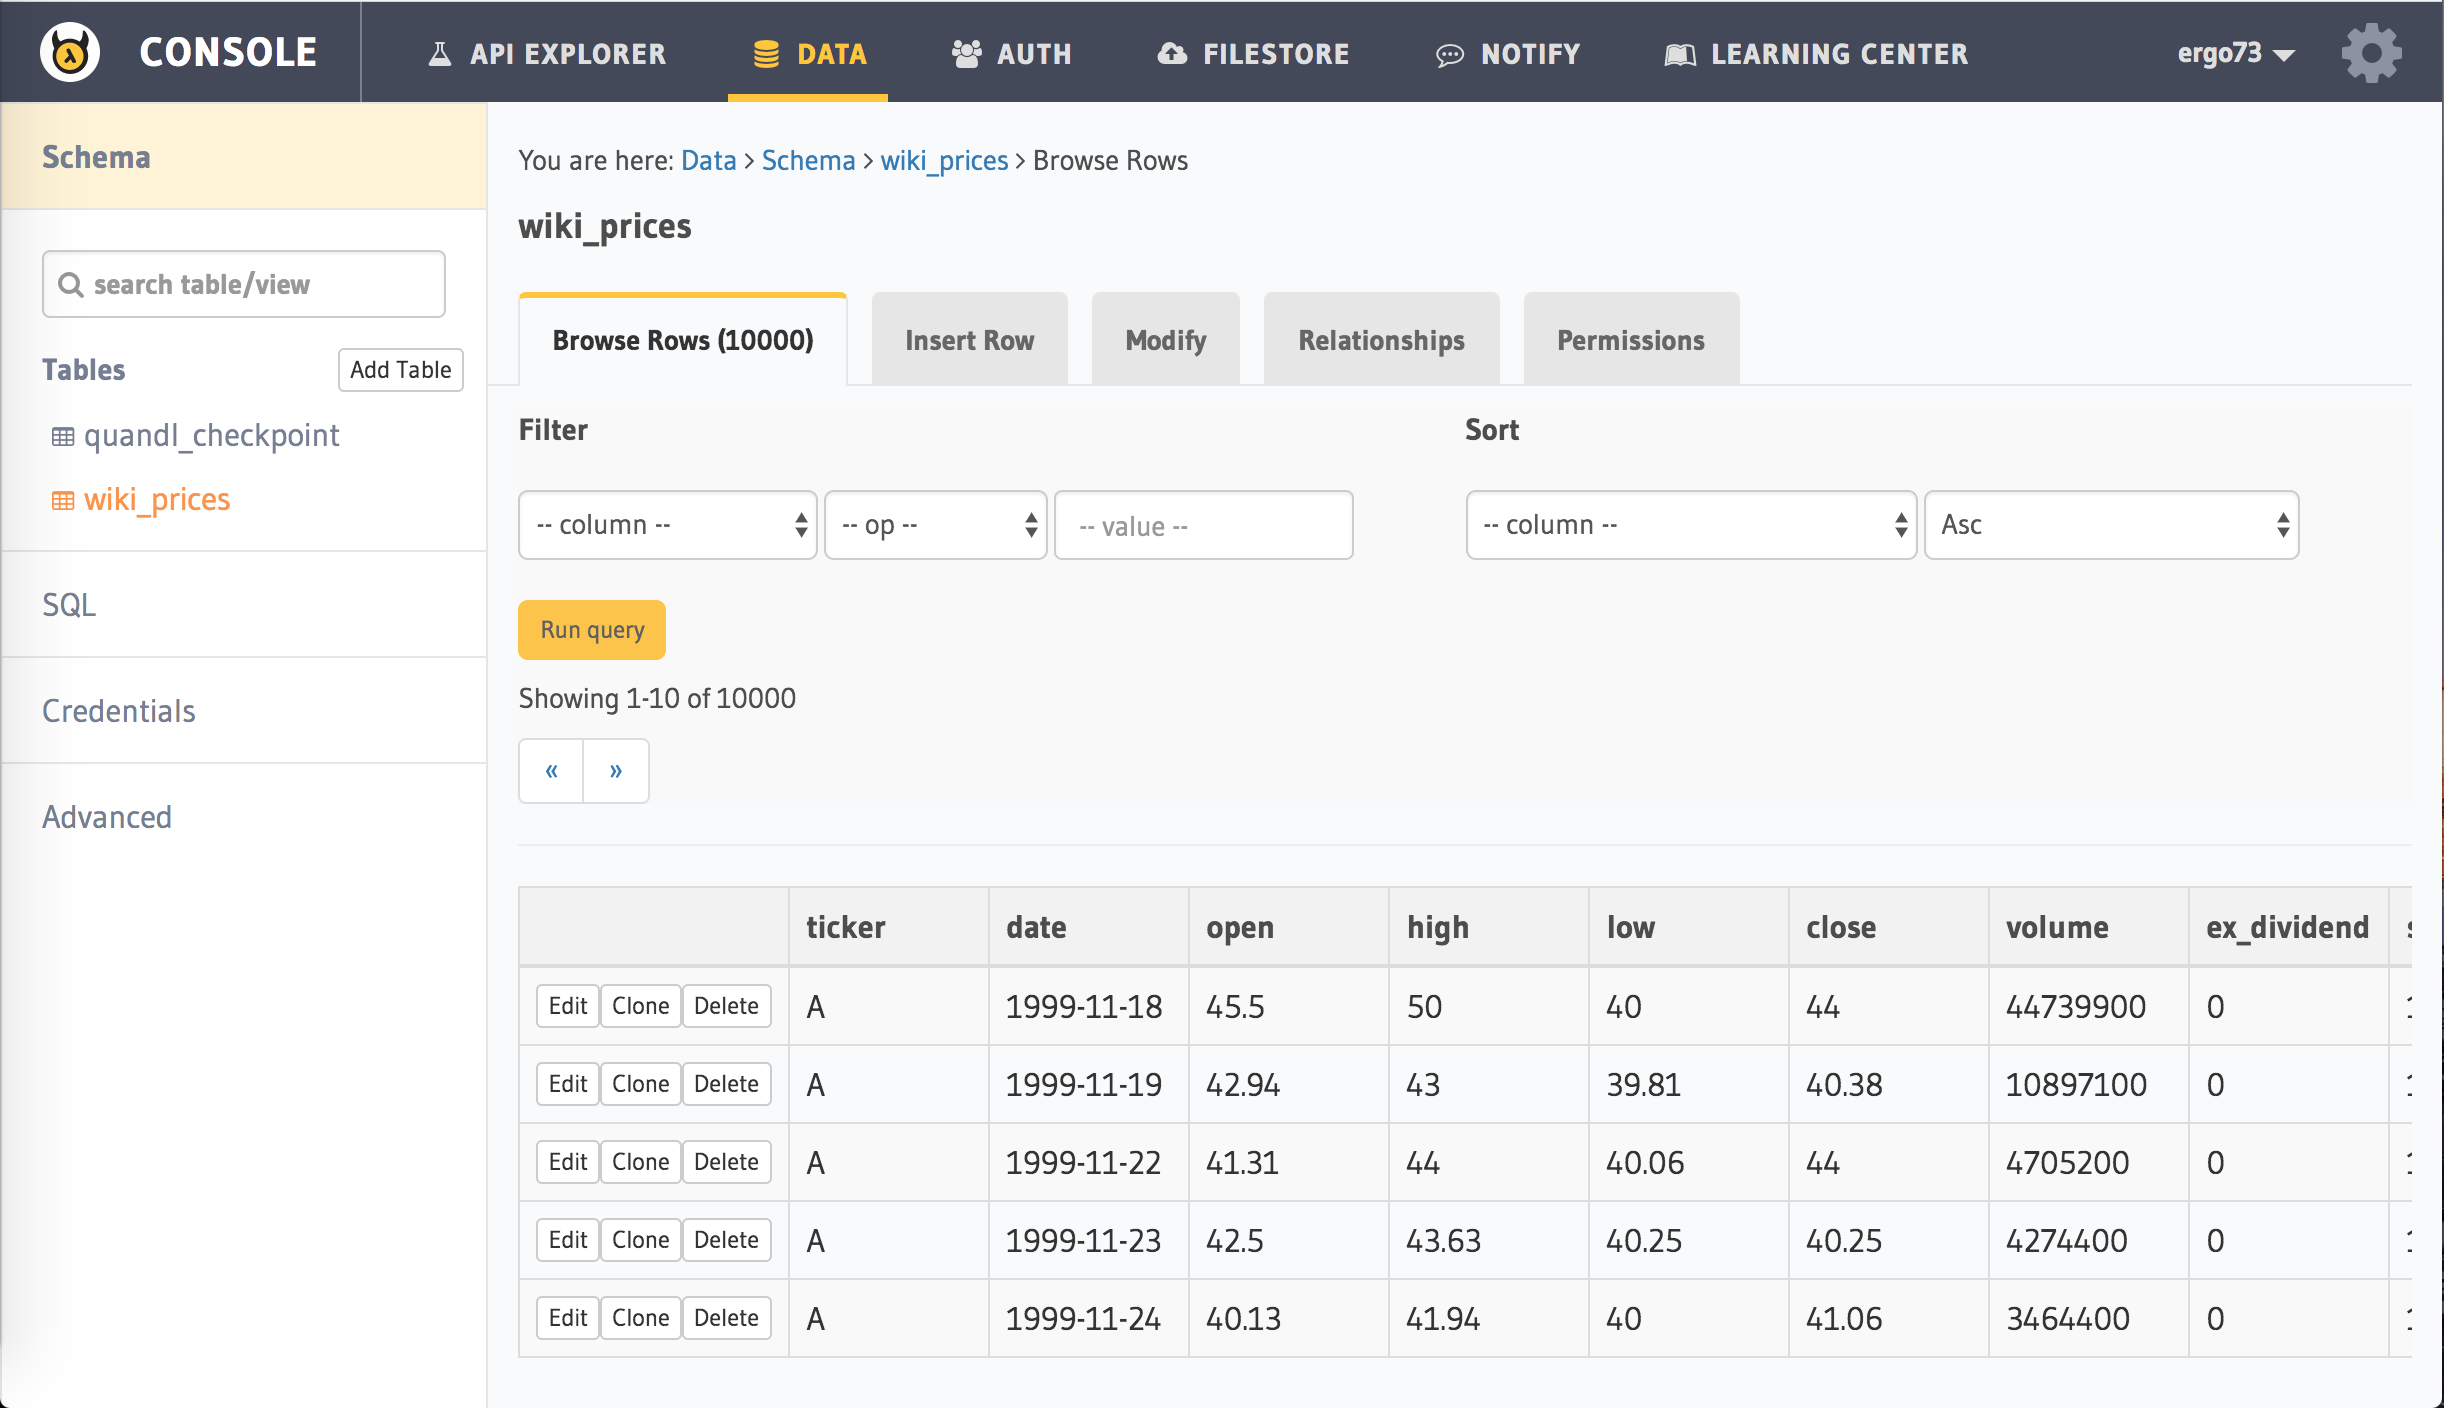 CONSOLE API EXPLORER DATA AUTH FILESTORE NOTIFY LEARNING CENTER ergo73
Schema
search table/view
Tables Add Table
quandl_checkpoint
wiki_prices
SQL
Credentials
Advanced
You are here: Data > Schema > wiki_prices > Browse Rows
wiki_prices
Browse Rows (10000) Insert Row Modify Relationships Permissions
Filter Sort
-- column -- -- op -- -- value -- -- column -- Asc
Run query
Showing 1-10 of 10000
« »
ticker date open high low close volume ex_dividend
Edit Clone Delete A 1999-11-18 45.5 50 40 44 44739900 0
Edit Clone Delete A 1999-11-19 42.94 43 39.81 40.38 10897100 0
Edit Clone Delete A 1999-11-22 41.31 44 40.06 44 4705200 0
Edit Clone Delete A 1999-11-23 42.5 43.63 40.25 40.25 4274400 0
Edit Clone Delete A 1999-11-24 40.13 41.94 40 41.06 3464400 0